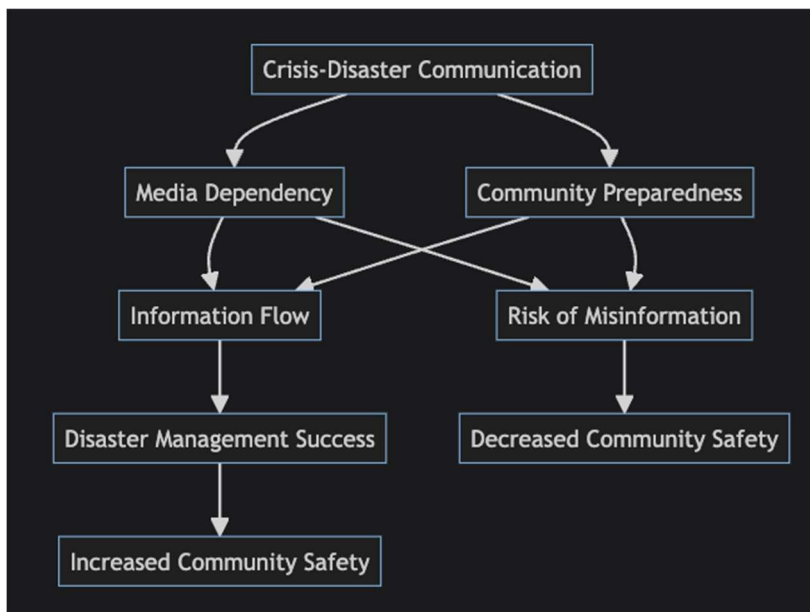 Crisis-Disaster Communication
Media Dependency
Community Preparedness
Information Flow
Risk of Misinformation
Disaster Management Success
Decreased Community Safety
Increased Community Safety